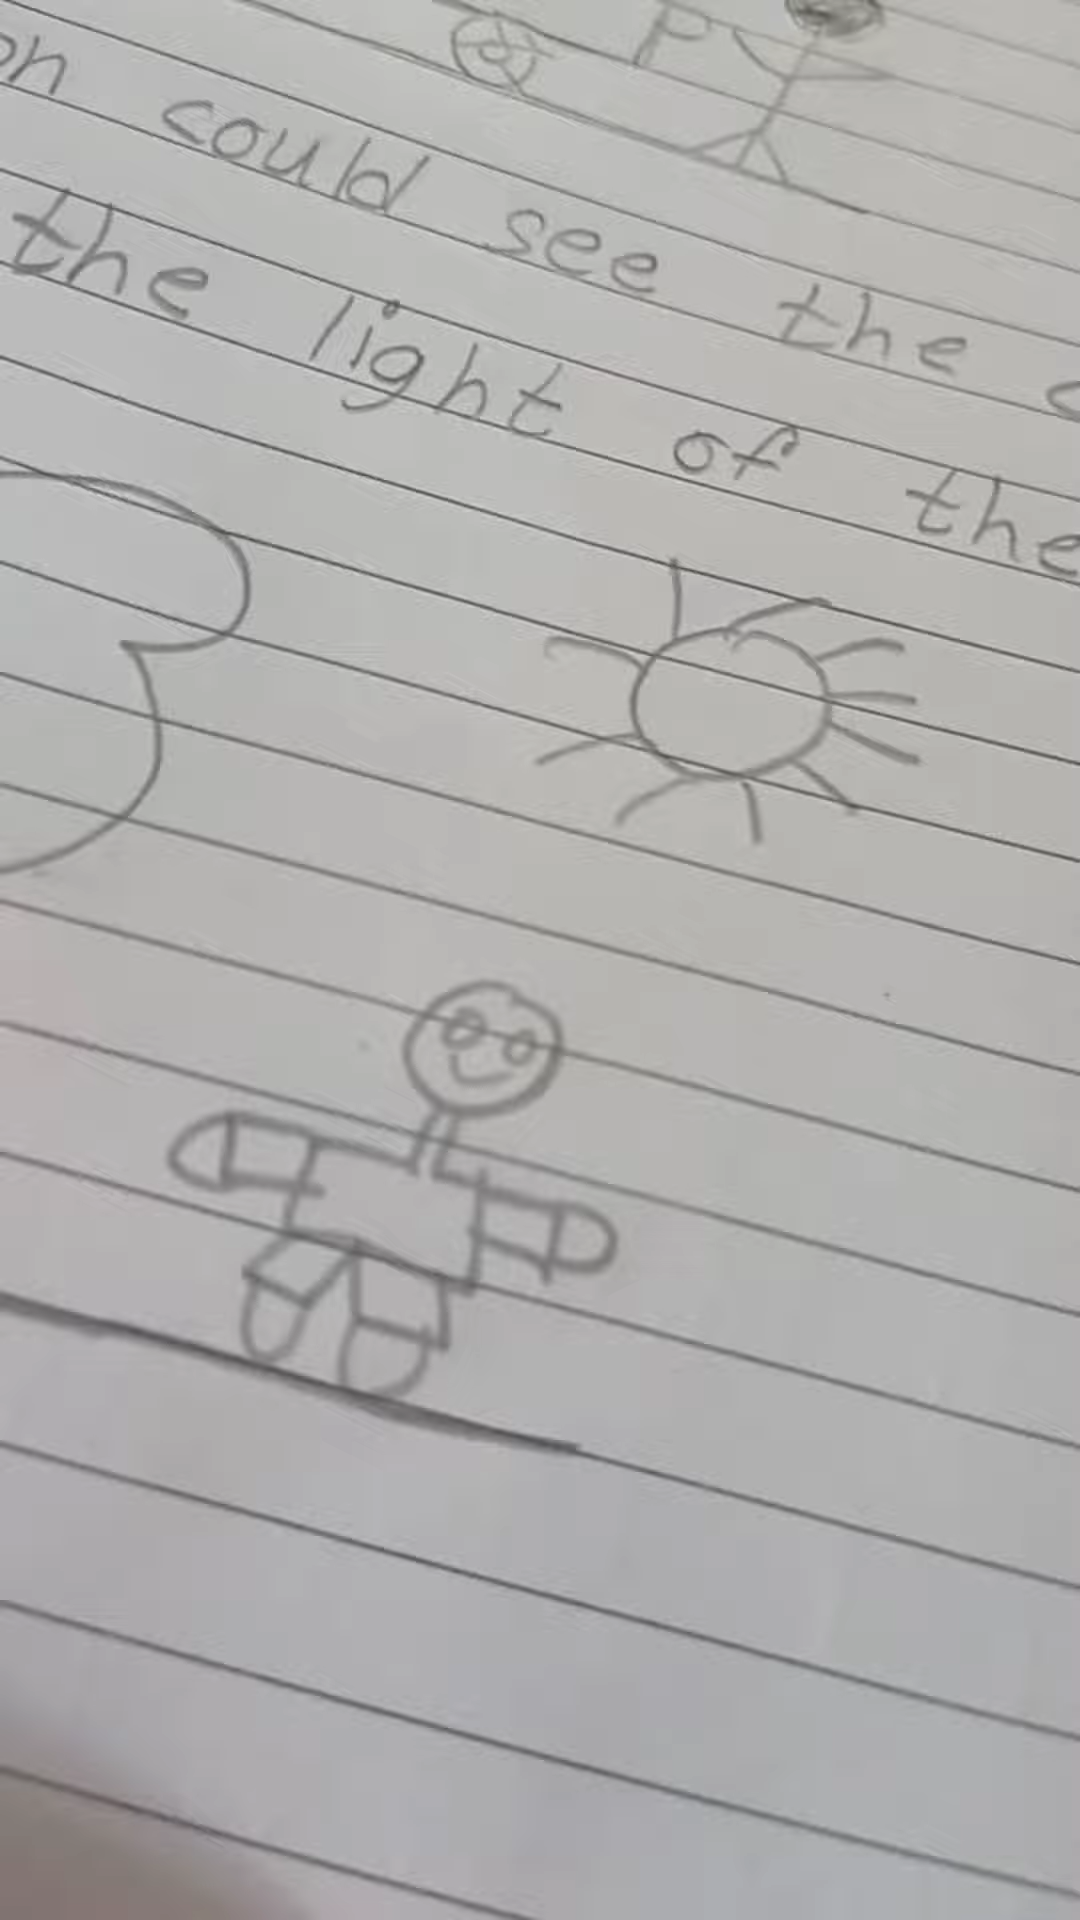 could see the
the light of the